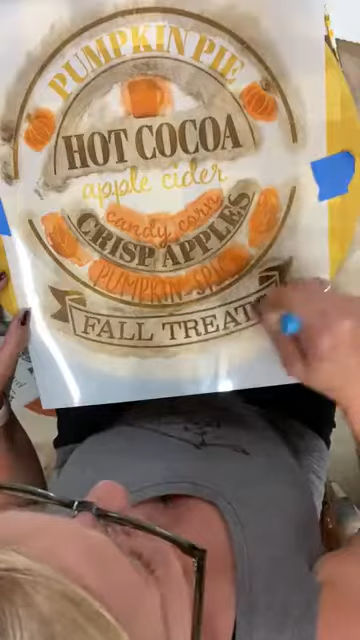 PUMPKIN PIE
HOT COCOA
apple cider
candy corn
CRISP APPLES
PUMPKIN SPICE
FALL TREATS